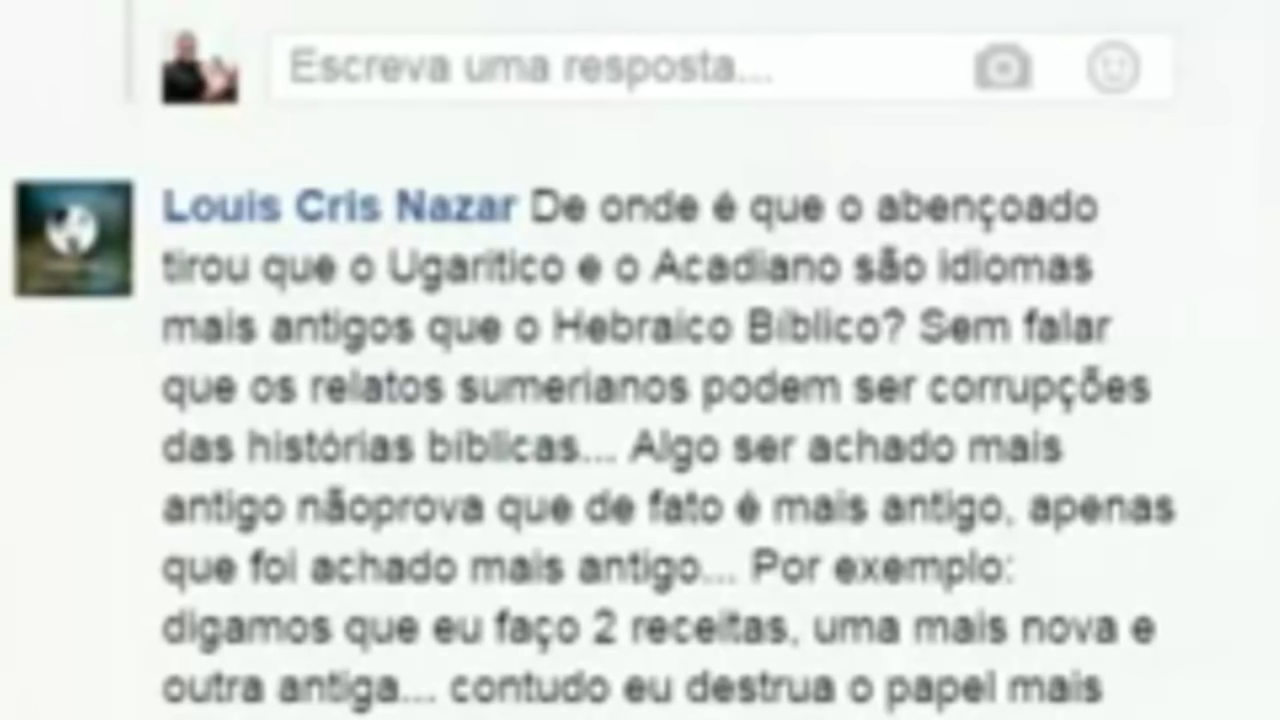 Escreva uma resposta...
Louis Cris Nazar De onde é que o abençoado
tirou que o Ugaritico e o Acadiano são idiomas
mais antigos que o Hebraico Bíblico? Sem falar
que os relatos sumerianos podem ser corrupções
das histórias bíblicas... Algo ser achado mais
antigo nãoprova que de fato é mais antigo, apenas
que foi achado mais antigo... Por exemplo:
digamos que eu faço 2 receitas, uma mais nova e
outra antiga... contudo eu destrua o papel mais